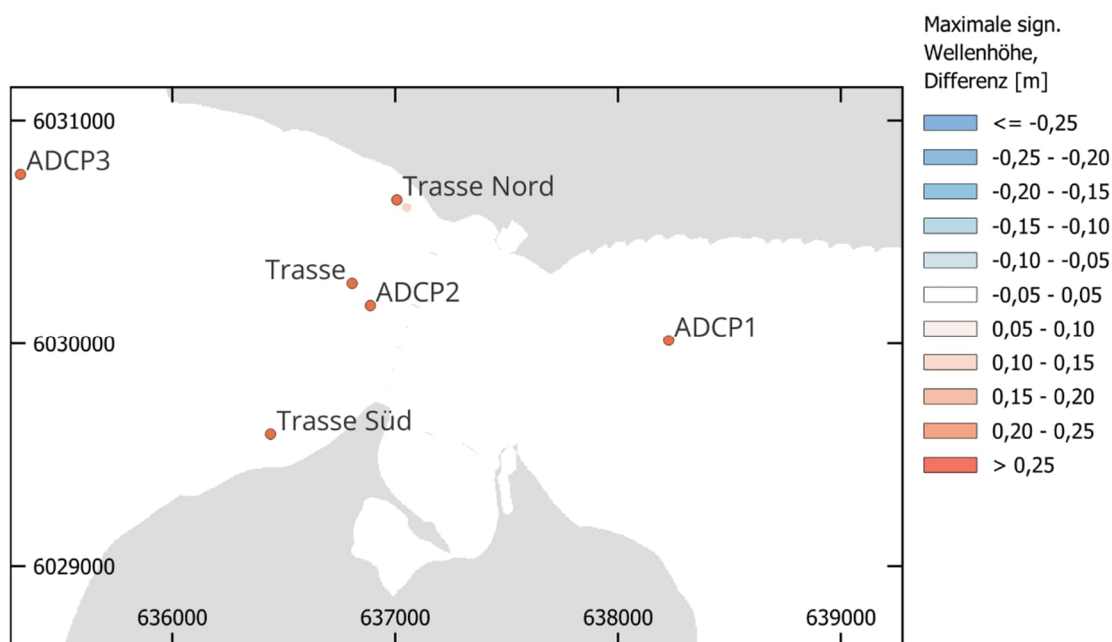 Maximale sign.
Wellenhöhe,
Differenz [m]
<= -0,25
-0,25 - -0,20
-0,20 - -0,15
-0,15 - -0,10
-0,10 - -0,05
-0,05 - 0,05
0,05 - 0,10
0,10 - 0,15
0,15 - 0,20
0,20 - 0,25
> 0,25
6031000
ADCP3
Trasse Nord
Trasse
ADCP2
ADCP1
6030000
Trasse Süd
6029000
636000
637000
638000
639000